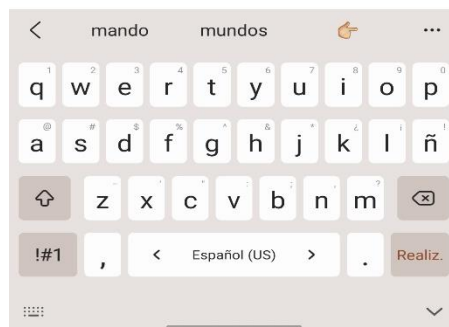 mando mundos
1 2 3 4 5 6 7 8 9 0
q w e r t y u i o p
@ # $ % ^ & * ¿ ¡ !
a s d f g h j k l ñ
- ' " : ; , ?
z x c v b n m
!#1 , < Español (US) > . Realiz.